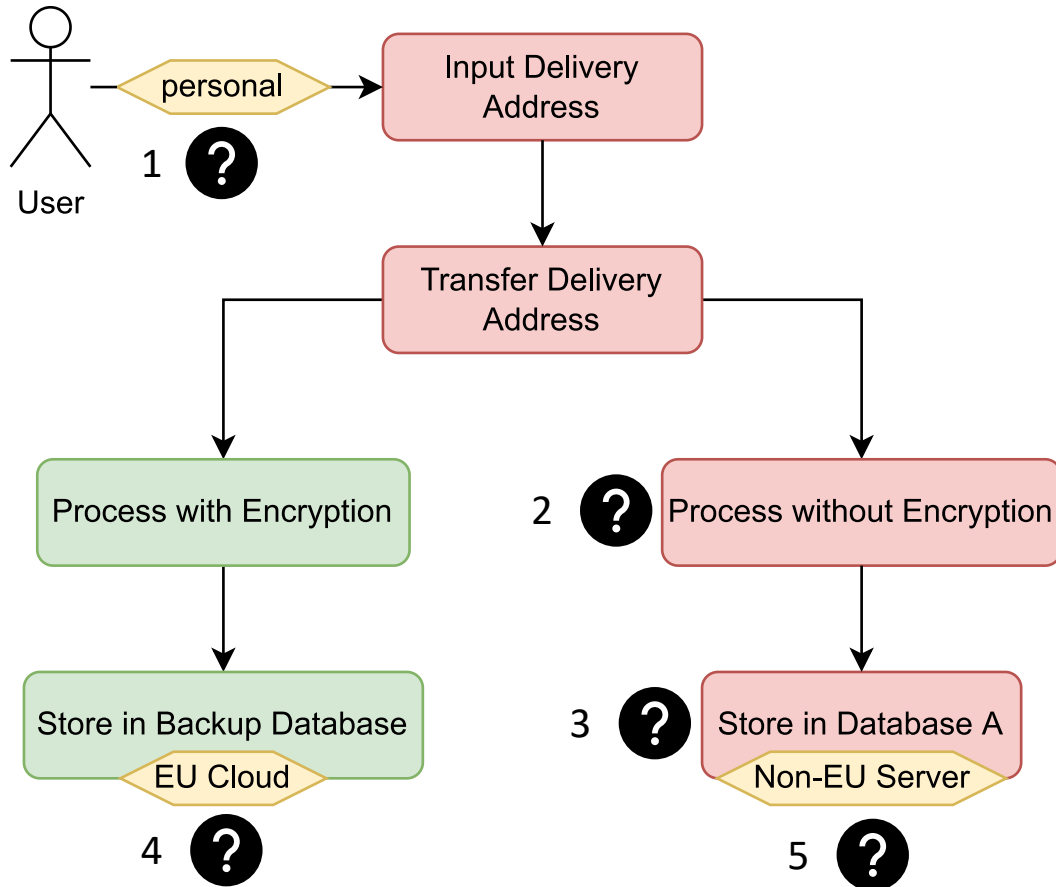 personal
Input Delivery
Address
1 ?
User
Transfer Delivery
Address
Process with Encryption
2 ?
Process without Encryption
Store in Backup Database
EU Cloud
3 ?
Store in Database A
Non-EU Server
4 ?
5 ?